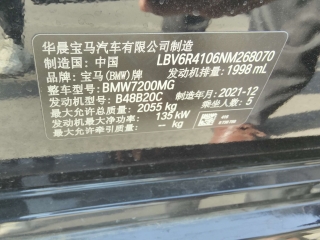 华晨宝马汽车有限公司制造
制造国：中国 LBV6R4106NM268070
品牌：宝马(BMW)牌 发动机排量：1998 mL
整车型号：BMW7200MG
发动机型号：B48B20C 制造年月：2021-12
最大允许总质量：2055 kg 乘坐人数：5
发动机最大净功率：135 kW
最大允许牵引质量：-- kg